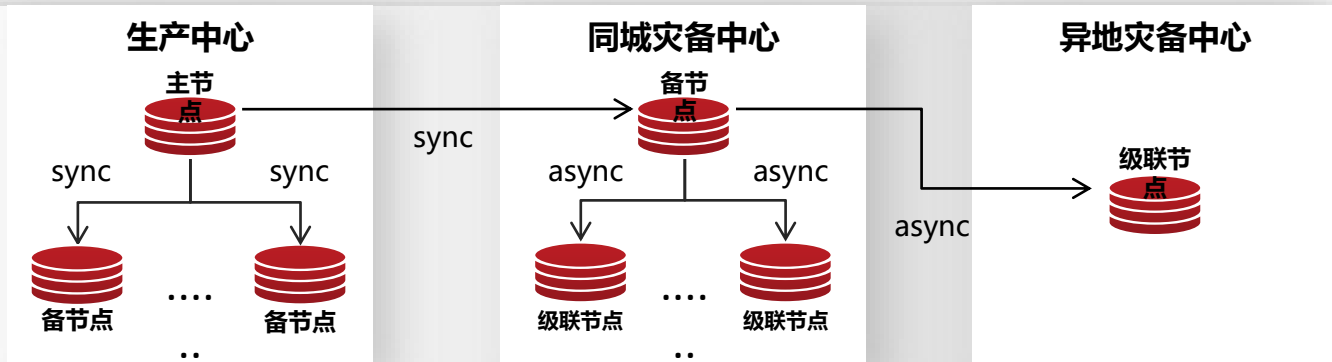 生产中心
主节
点
sync
sync
备节点
....
..
备节点
sync
同城灾备中心
备节
点
async
async
级联节点
....
..
级联节点
async
异地灾备中心
级联节
点